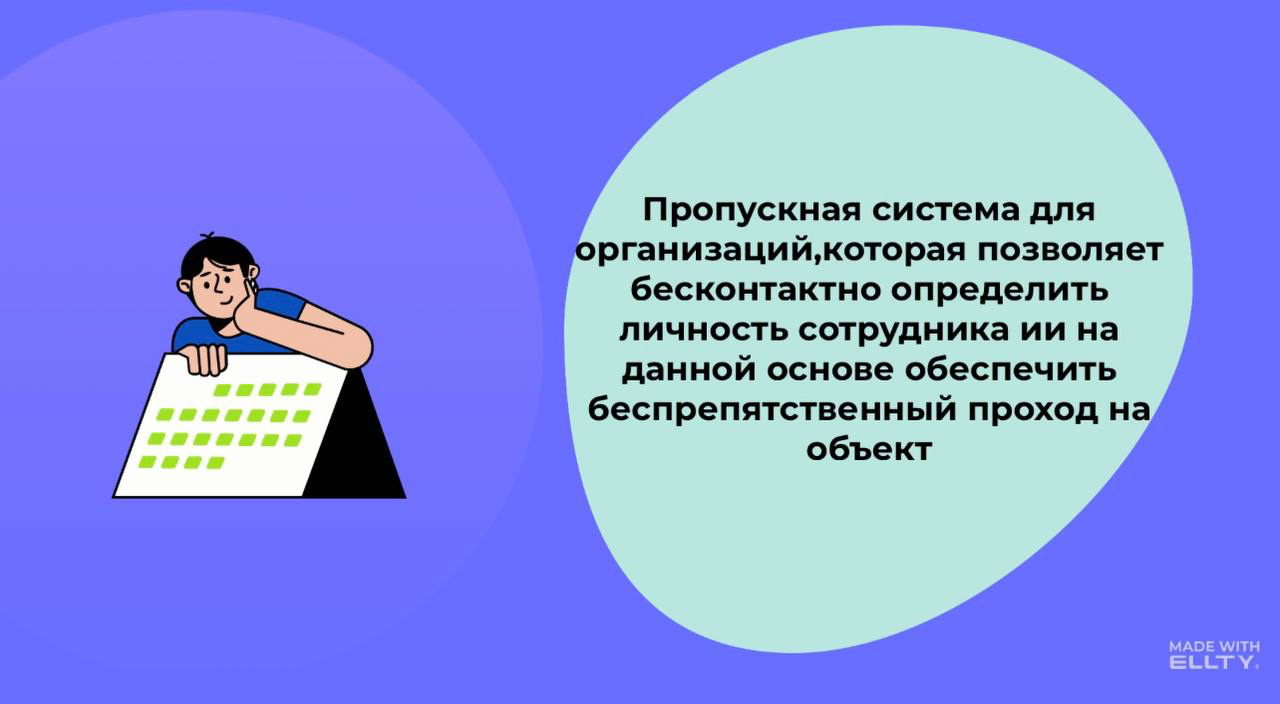 Пропускная система для
организаций,которая позволяет
бесконтактно определить
личность сотрудника ии на
данной основе обеспечить
беспрепятственный проход на
объект
MADE WITH
ELLTY